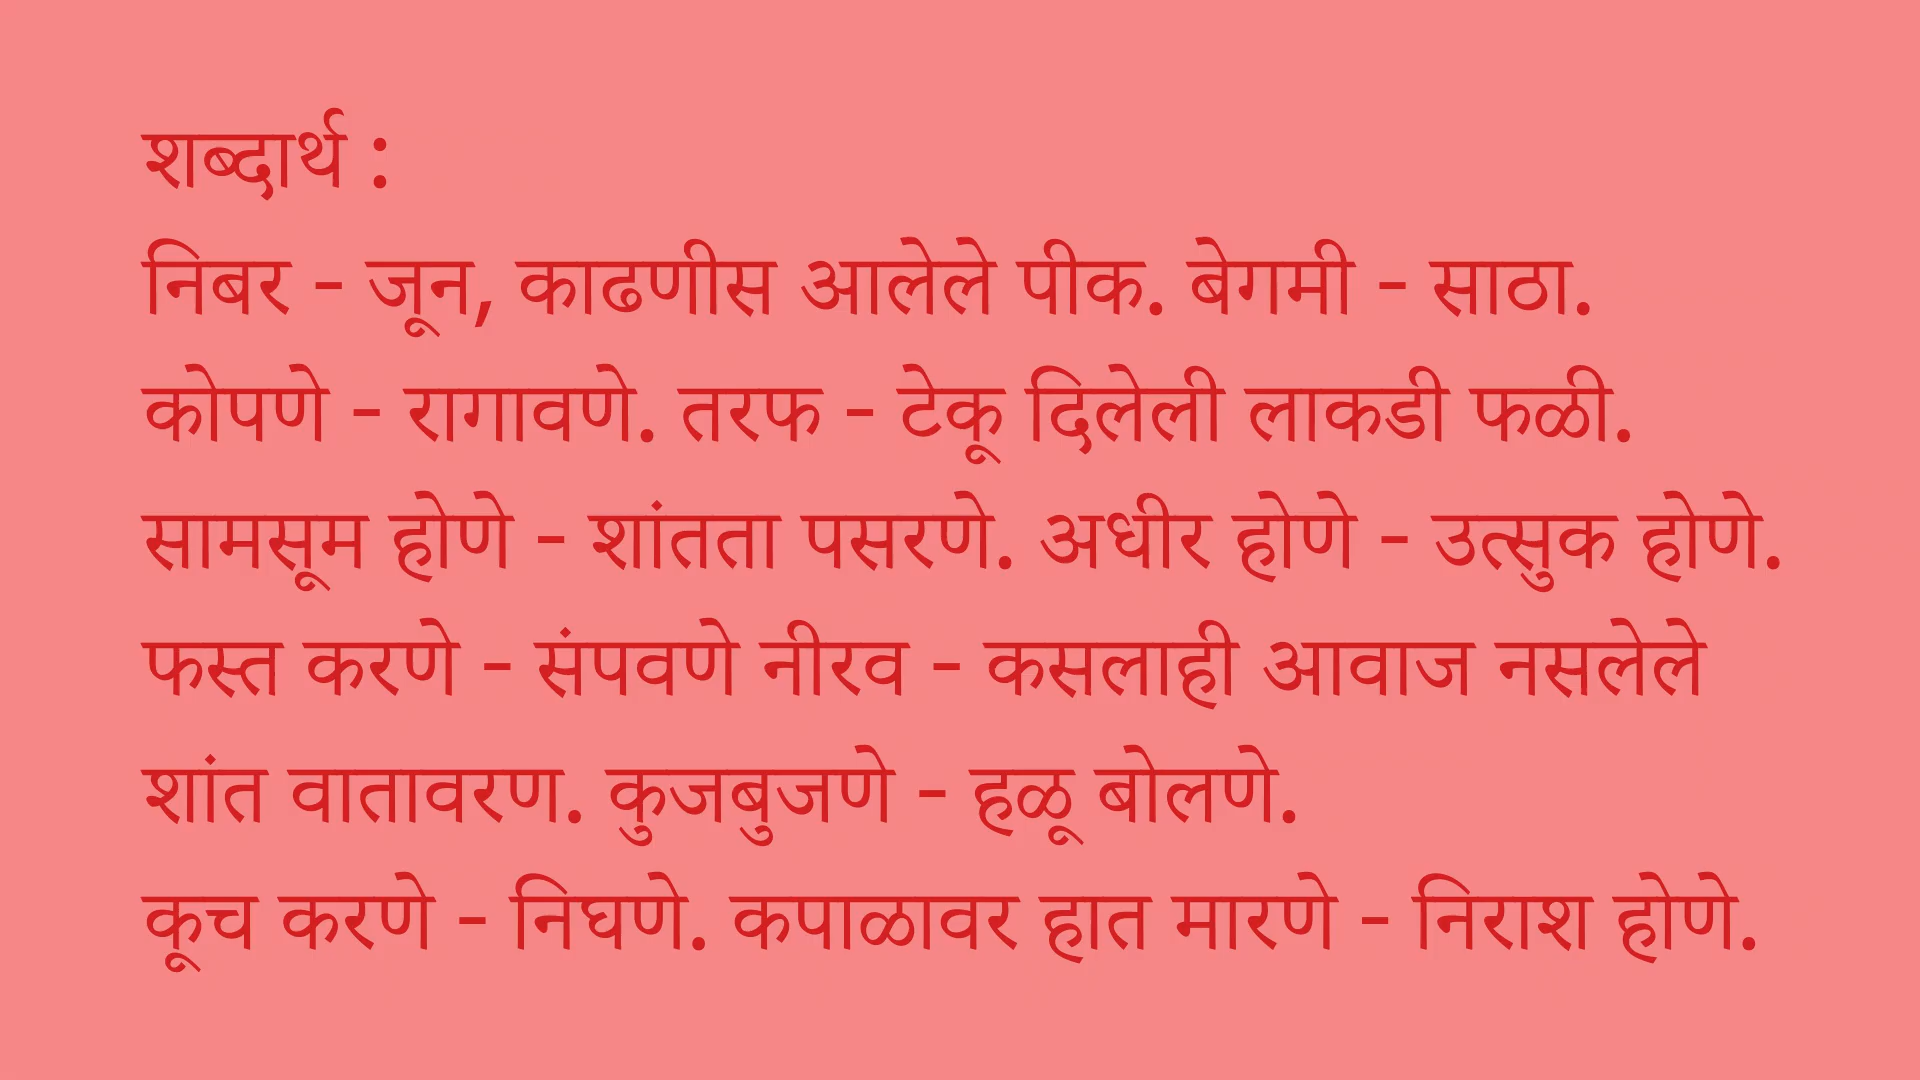 शब्दार्थ :
निबर - जून, काढणीस आलेले पीक. बेगमी - साठा.
कोपणे - रागावणे. तरफ - टेकू दिलेली लाकडी फळी.
सामसूम होणे - शांतता पसरणे. अधीर होणे - उत्सुक होणे.
फस्त करणे - संपवणे नीरव - कसलाही आवाज नसलेले
शांत वातावरण. कुजबुजणे - हळू बोलणे.
कूच करणे - निघणे. कपाळावर हात मारणे - निराश होणे.